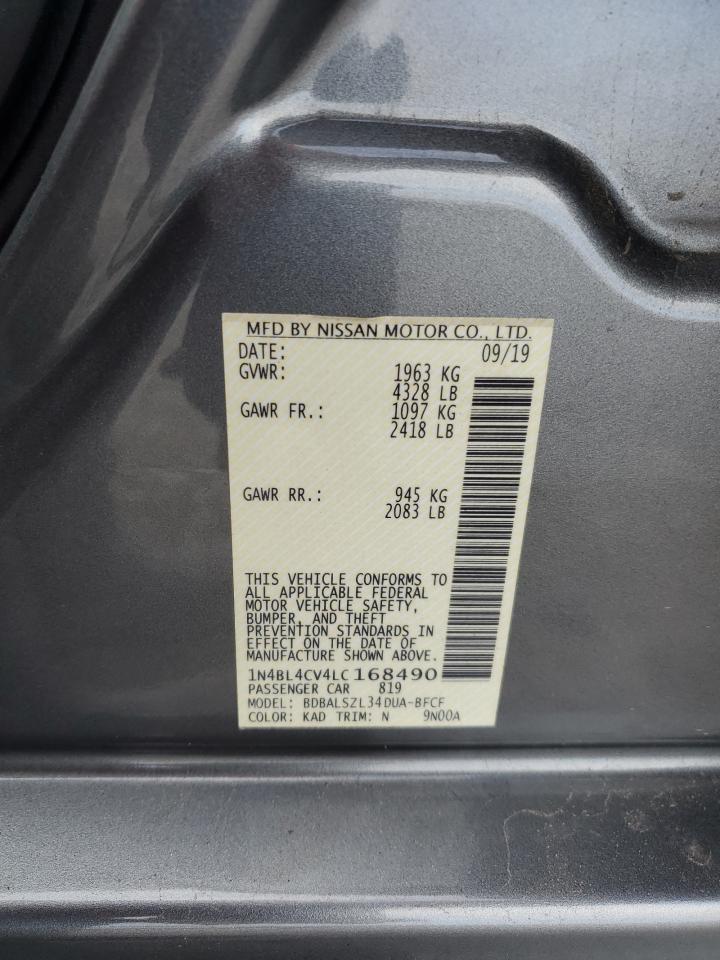 MFD BY NISSAN MOTOR CO., LTD.
DATE: 09/19
GVWR: 1963 KG
4328 LB
GAWR FR.: 1097 KG
2418 LB
GAWR RR.: 945 KG
2083 LB
THIS VEHICLE CONFORMS TO
ALL APPLICABLE FEDERAL
MOTOR VEHICLE SAFETY,
BUMPER, AND THEFT
PREVENTION STANDARDS IN
EFFECT ON THE DATE OF
MANUFACTURE SHOWN ABOVE.
1N4BL4CV4LC168490
PASSENGER CAR 819
MODEL: BDBALSZL34DUA-BFCF
COLOR: KAD TRIM: N 9N00A